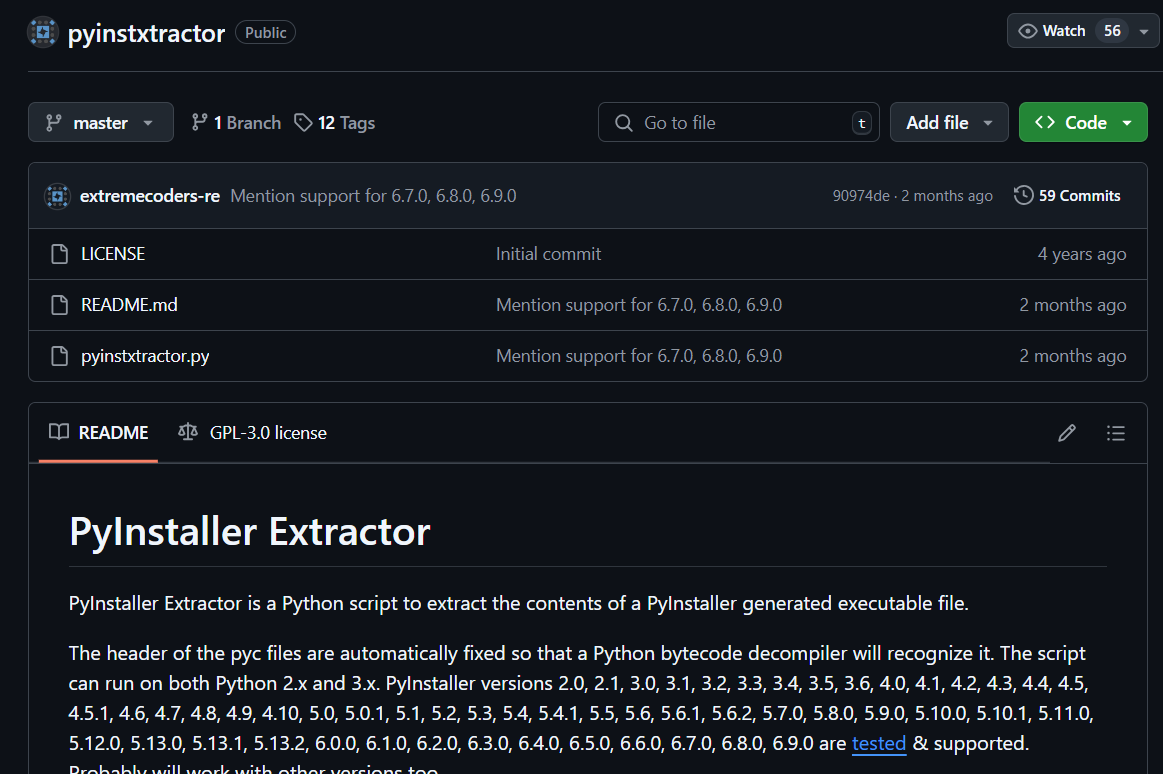 pyinstxtractor Public Watch 56
master 1 Branch 12 Tags Go to file t Add file Code
extremecoders-re Mention support for 6.7.0, 6.8.0, 6.9.0 90974de · 2 months ago 59 Commits
LICENSE Initial commit 4 years ago
README.md Mention support for 6.7.0, 6.8.0, 6.9.0 2 months ago
pyinstxtractor.py Mention support for 6.7.0, 6.8.0, 6.9.0 2 months ago
README GPL-3.0 license
PyInstaller Extractor
PyInstaller Extractor is a Python script to extract the contents of a PyInstaller generated executable file.
The header of the pyc files are automatically fixed so that a Python bytecode decompiler will recognize it. The script
can run on both Python 2.x and 3.x. PyInstaller versions 2.0, 2.1, 3.0, 3.1, 3.2, 3.3, 3.4, 3.5, 3.6, 4.0, 4.1, 4.2, 4.3, 4.4, 4.5,
4.5.1, 4.6, 4.7, 4.8, 4.9, 4.10, 5.0, 5.0.1, 5.1, 5.2, 5.3, 5.4, 5.4.1, 5.5, 5.6, 5.6.1, 5.6.2, 5.7.0, 5.8.0, 5.9.0, 5.10.0, 5.10.1, 5.11.0,
5.12.0, 5.13.0, 5.13.1, 5.13.2, 6.0.0, 6.1.0, 6.2.0, 6.3.0, 6.4.0, 6.5.0, 6.6.0, 6.7.0, 6.8.0, 6.9.0 are tested & supported.
Probably will work with other versions too